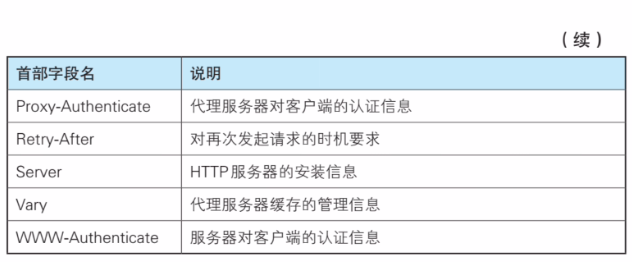 （续）
首部字段名 说明
Proxy-Authenticate 代理服务器对客户端的认证信息
Retry-After 对再次发起请求的时机要求
Server HTTP服务器的安装信息
Vary 代理服务器缓存的管理信息
WWW-Authenticate 服务器对客户端的认证信息